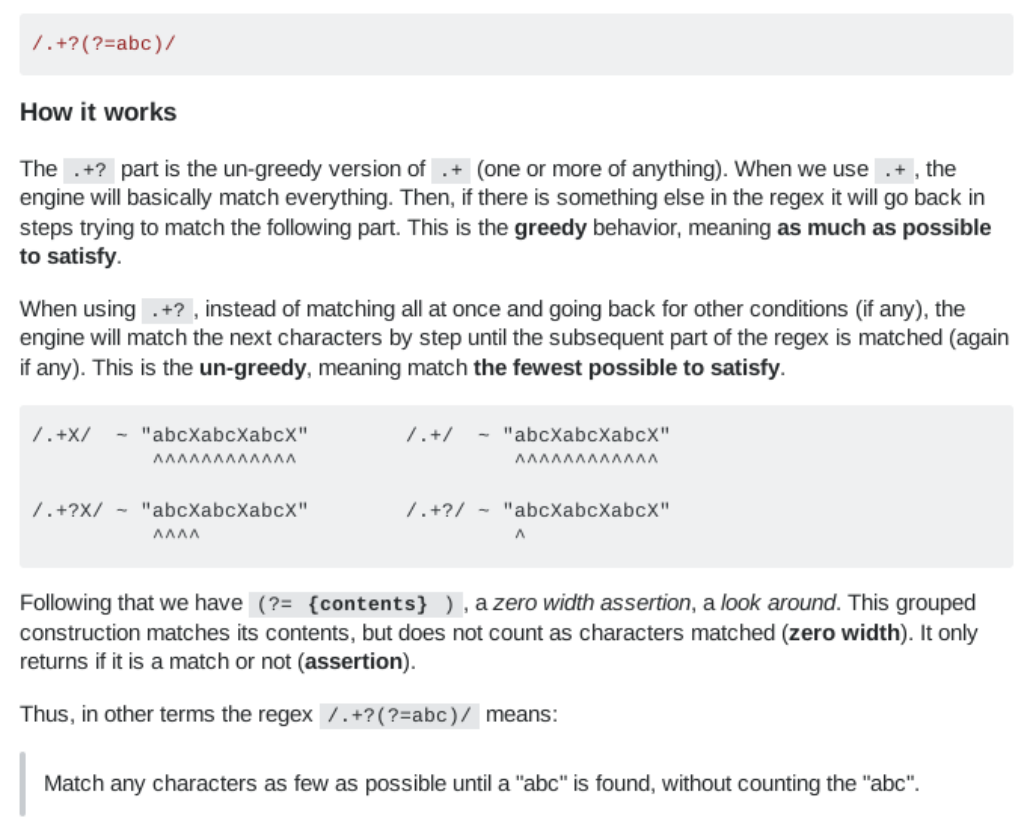 /.+?(?=abc)/
How it works
The .+? part is the un-greedy version of .+ (one or more of anything). When we use .+ , the
engine will basically match everything. Then, if there is something else in the regex it will go back in
steps trying to match the following part. This is the greedy behavior, meaning as much as possible
to satisfy.
When using .+? , instead of matching all at once and going back for other conditions (if any), the
engine will match the next characters by step until the subsequent part of the regex is matched (again
if any). This is the un-greedy, meaning match the fewest possible to satisfy.
/.+X/  ~ "abcXabcXabcX"        /.+/  ~ "abcXabcXabcX"
          ^^^^^^^^^^^^                  ^^^^^^^^^^^^
/.+?X/ ~ "abcXabcXabcX"        /.+?/ ~ "abcXabcXabcX"
          ^^^^                          ^
Following that we have (?= {contents} ) , a zero width assertion, a look around. This grouped
construction matches its contents, but does not count as characters matched (zero width). It only
returns if it is a match or not (assertion).
Thus, in other terms the regex /.+?(?=abc)/ means:
Match any characters as few as possible until a "abc" is found, without counting the "abc".